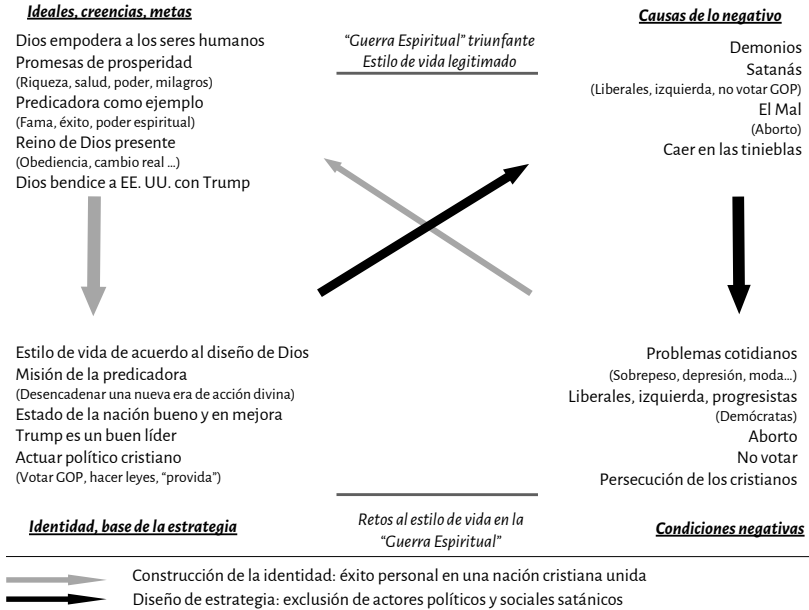 Ideales, creencias, metas
Dios empodera a los seres humanos
Promesas de prosperidad
(Riqueza, salud, poder, milagros)
Predicadora como ejemplo
(Fama, éxito, poder espiritual)
Reino de Dios presente
(Obediencia, cambio real ...)
Dios bendice a EE. UU. con Trump
“Guerra Espiritual” triunfante
Estilo de vida legitimado
Causas de lo negativo
Demonios
Satanás
(Liberales, izquierda, no votar GOP)
El Mal
(Aborto)
Caer en las tinieblas
Estilo de vida de acuerdo al diseño de Dios
Misión de la predicadora
(Desencadenar una nueva era de acción divina)
Estado de la nación bueno y en mejora
Trump es un buen líder
Actuar político cristiano
(Votar GOP, hacer leyes, “provida”)
Identidad, base de la estrategia
Retos al estilo de vida en la
“Guerra Espiritual”
Problemas cotidianos
(Sobrepeso, depresión, moda...)
Liberales, izquierda, progresistas
(Demócratas)
Aborto
No votar
Persecución de los cristianos
Condiciones negativas
Construcción de la identidad: éxito personal en una nación cristiana unida
Diseño de estrategia: exclusión de actores políticos y sociales satánicos